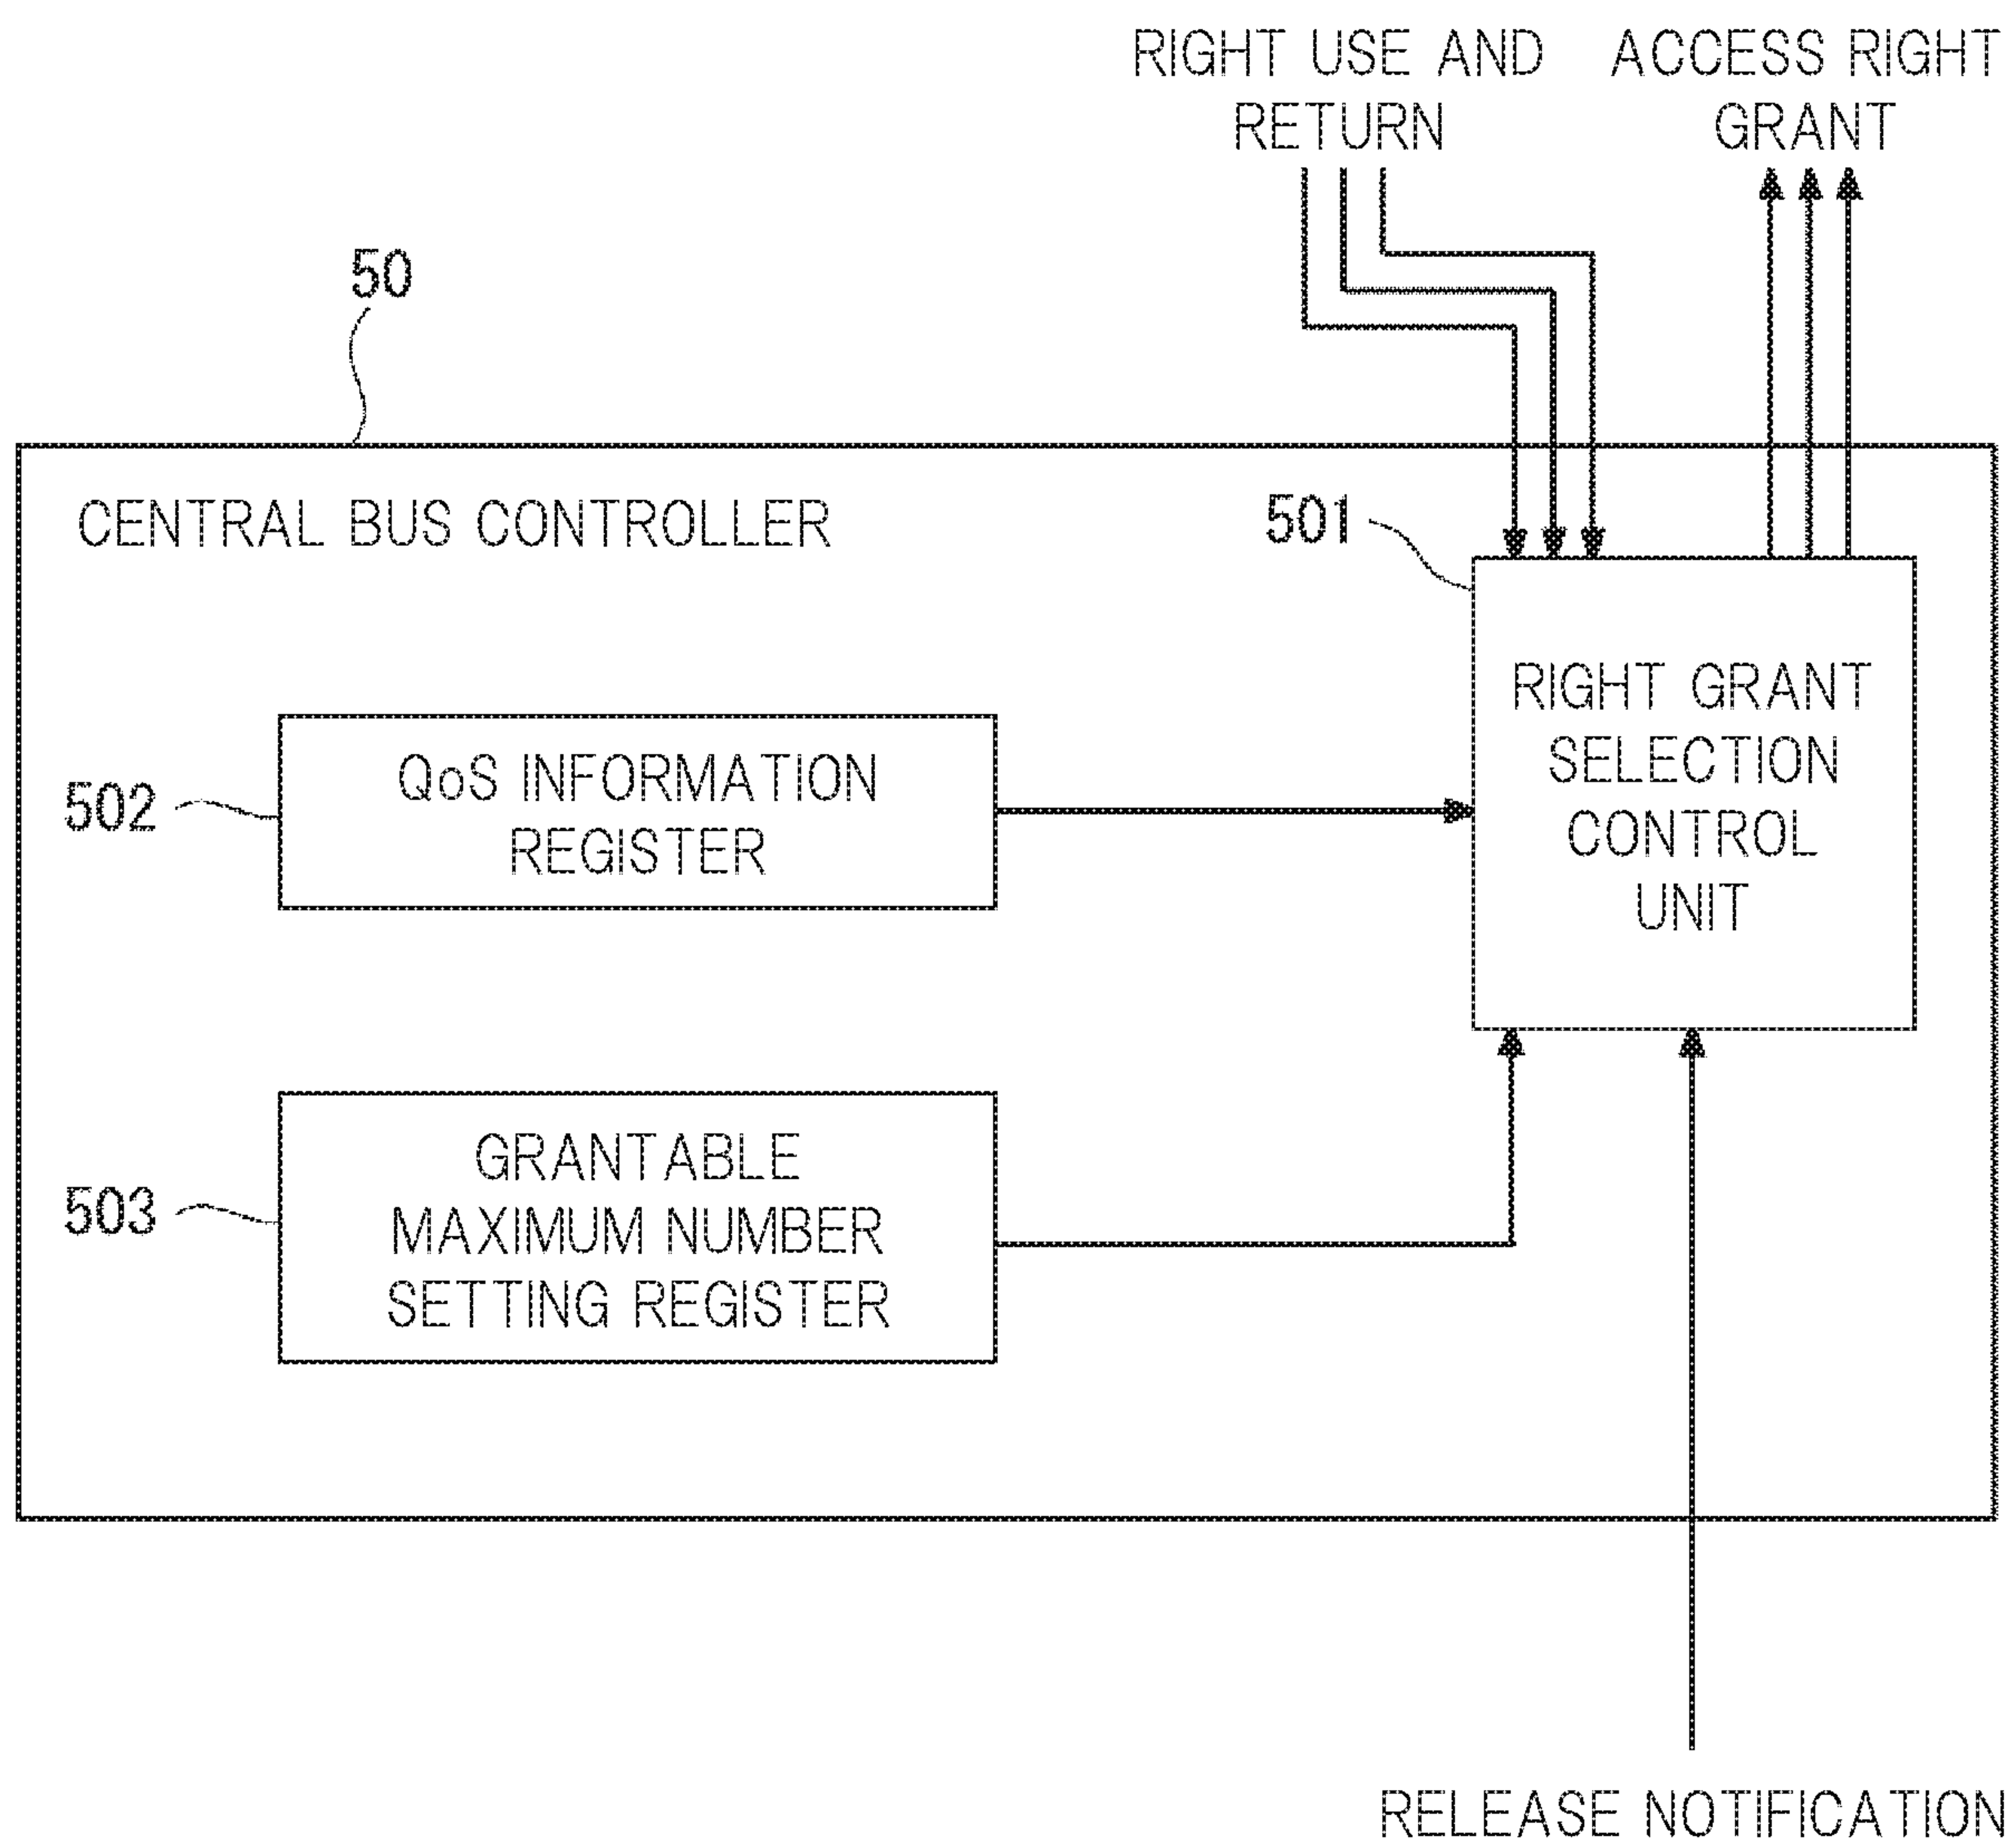 RIGHT USE AND
RETURN
ACCESS RIGHT
GRANT
50
CENTRAL BUS CONTROLLER
501
RIGHT GRANT
SELECTION
CONTROL
UNIT
502
QoS INFORMATION
REGISTER
503
GRANTABLE
MAXIMUM NUMBER
SETTING REGISTER
RELEASE NOTIFICATION